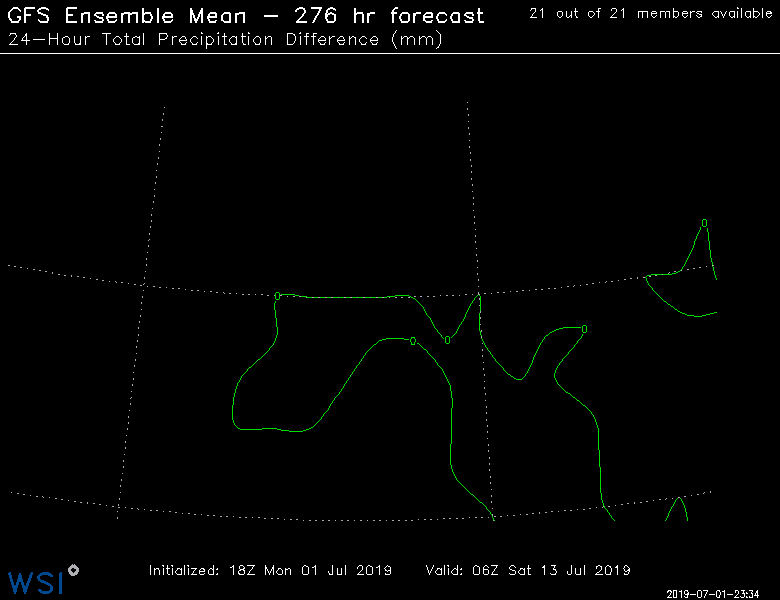 GFS Ensemble Mean – 276 hr forecast
21 out of 21 members available
24–Hour Total Precipitation Difference (mm)
0
0
0
0
0
Initialized: 18Z Mon 01 Jul 2019
Valid: 06Z Sat 13 Jul 2019
WSI
2019-07-01-23:34